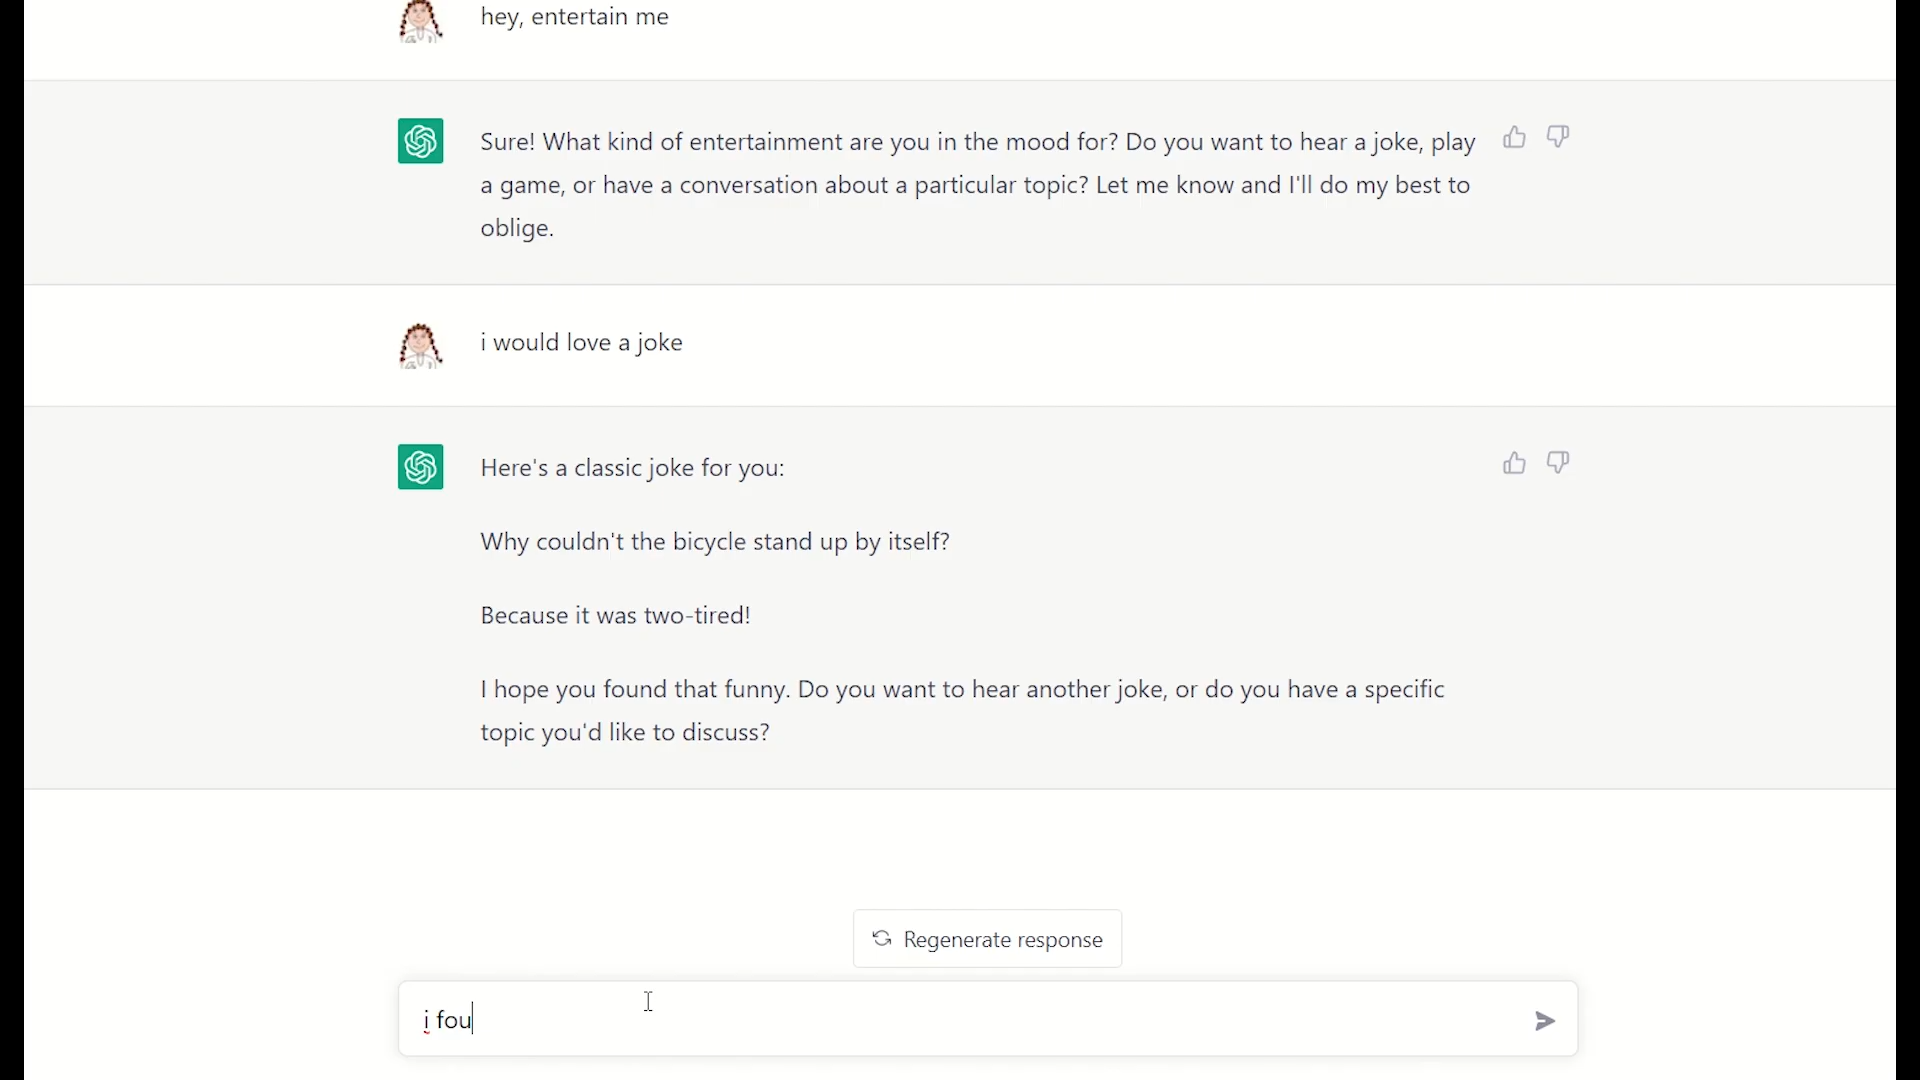 hey, entertain me
Sure! What kind of entertainment are you in the mood for? Do you want to hear a joke, play
a game, or have a conversation about a particular topic? Let me know and I'll do my best to
oblige.
i would love a joke
Here's a classic joke for you:
Why couldn't the bicycle stand up by itself?
Because it was two-tired!
I hope you found that funny. Do you want to hear another joke, or do you have a specific
topic you'd like to discuss?
Regenerate response
i fou